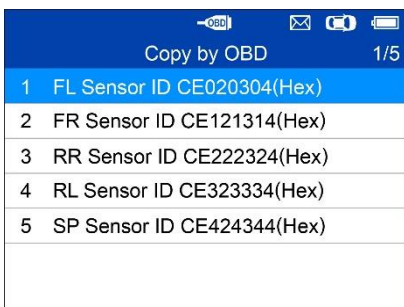 OBD
Copy by OBD 1/5
1 FL Sensor ID CE020304(Hex)
2 FR Sensor ID CE121314(Hex)
3 RR Sensor ID CE222324(Hex)
4 RL Sensor ID CE323334(Hex)
5 SP Sensor ID CE424344(Hex)